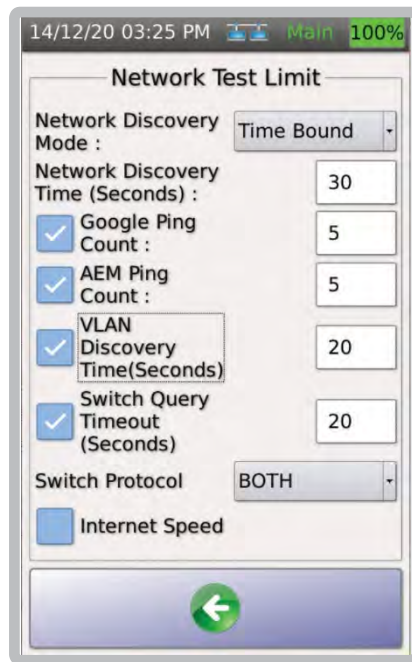 14/12/20 03:25 PM Main 100%
Network Test Limit
Network Discovery
Mode :
Time Bound
Network Discovery
Time (Seconds) :
30
Google Ping
Count :
5
AEM Ping
Count :
5
VLAN
Discovery
Time(Seconds)
20
Switch Query
Timeout
(Seconds)
20
Switch Protocol BOTH
Internet Speed